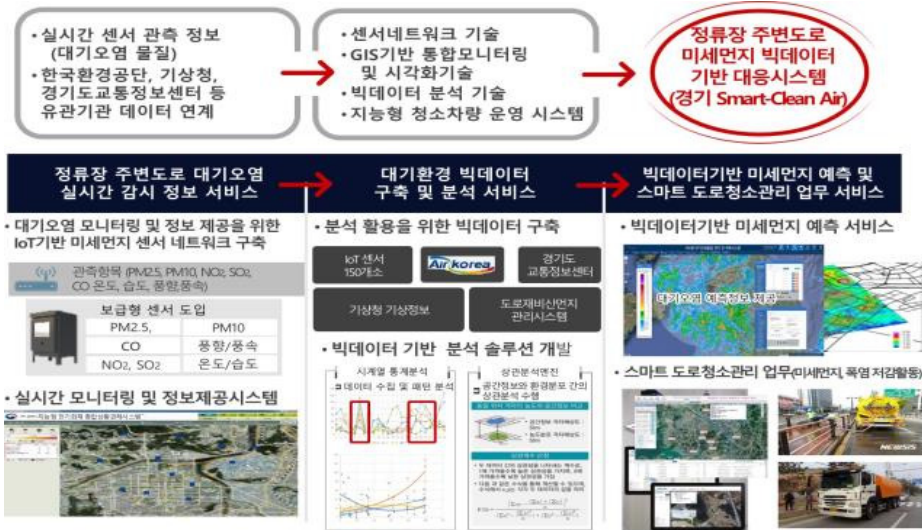 • 실시간 센서 관측 정보
(대기오염 물질)
• 한국환경공단, 기상청,
경기도교통정보센터 등
유관기관 데이터 연계
• 센서네트워크 기술
• GIS기반 통합모니터링
및 시각화기술
• 빅데이터 분석 기술
• 지능형 청소차량 운영 시스템
정류장 주변도로
미세먼지 빅데이터
기반 대응시스템
(경기 Smart-Clean Air)
정류장 주변도로 대기오염
실시간 감시 정보 서비스
대기환경 빅데이터
구축 및 분석 서비스
빅데이터기반 미세먼지 예측 및
스마트 도로청소관리 업무 서비스
• 대기오염 모니터링 및 정보 제공을 위한
IoT기반 미세먼지 센서 네트워크 구축
관측항목 (PM2.5, PM10, NO2, SO2,
CO 온도, 습도, 풍향,풍속)
보급형 센서 도입
PM2.5, PM10
CO 풍향/풍속
NO2, SO2 온도/습도
• 실시간 모니터링 및 정보제공시스템
• 분석 활용을 위한 빅데이터 구축
IoT 센서
150개소
Air korea
경기도
교통정보센터
기상청 기상정보
도로재비산먼지
관리시스템
• 빅데이터 기반 분석 솔루션 개발
시계열 통계분석
데이터 수집 및 패턴 분석
상관분석엔진
공간정보와 환경분포 간의
상관분석 수행
• 빅데이터기반 미세먼지 예측 서비스
대기오염 예측정보 제공
• 스마트 도로청소관리 업무(미세먼지, 폭염 저감활동)
NEWSIS